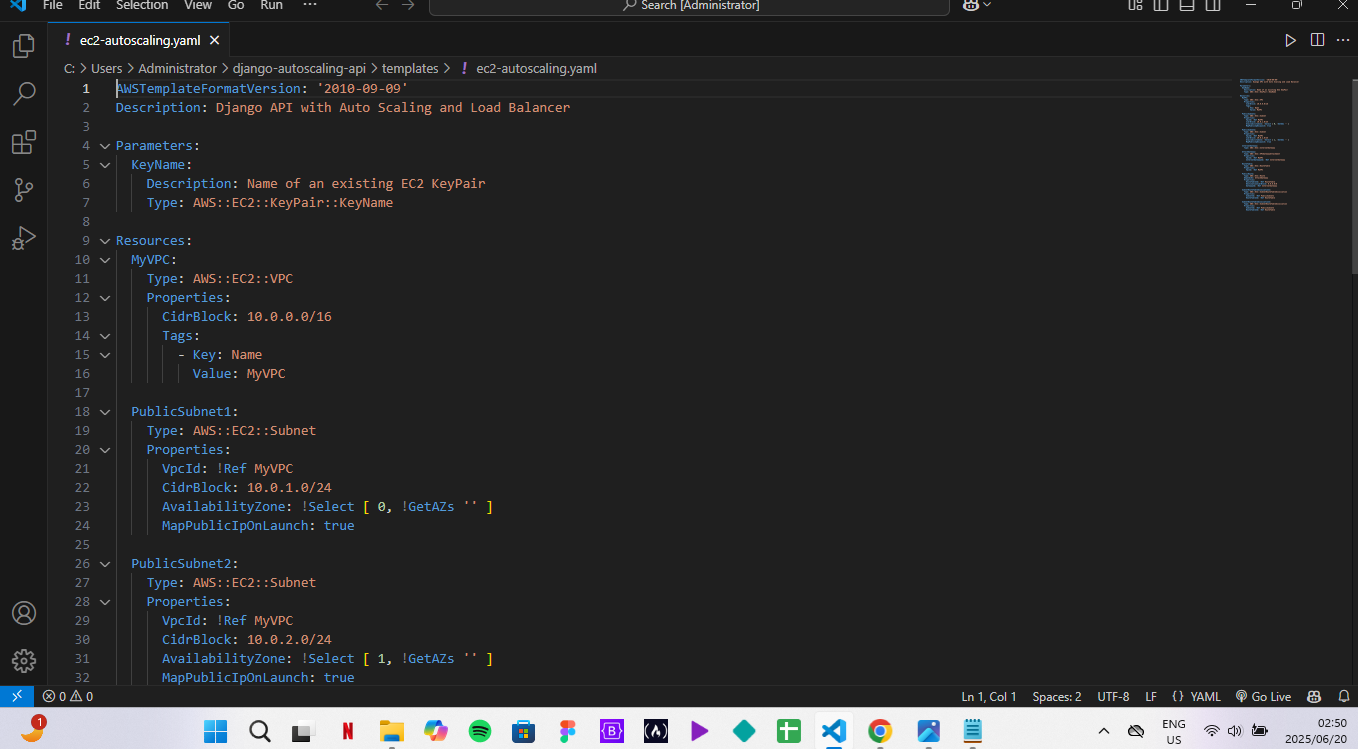 File Edit Selection View Go Run ··· Search [Administrator]
! ec2-autoscaling.yaml
C: > Users > Administrator > django-autoscaling-api > templates > ! ec2-autoscaling.yaml
1 AWSTemplateFormatVersion: '2010-09-09'
2 Description: Django API with Auto Scaling and Load Balancer
3
4 Parameters:
5   KeyName:
6     Description: Name of an existing EC2 KeyPair
7     Type: AWS::EC2::KeyPair::KeyName
8
9 Resources:
10   MyVPC:
11     Type: AWS::EC2::VPC
12     Properties:
13       CidrBlock: 10.0.0.0/16
14       Tags:
15         - Key: Name
16           Value: MyVPC
17
18   PublicSubnet1:
19     Type: AWS::EC2::Subnet
20     Properties:
21       VpcId: !Ref MyVPC
22       CidrBlock: 10.0.1.0/24
23       AvailabilityZone: !Select [ 0, !GetAZs '' ]
24       MapPublicIpOnLaunch: true
25
26   PublicSubnet2:
27     Type: AWS::EC2::Subnet
28     Properties:
29       VpcId: !Ref MyVPC
30       CidrBlock: 10.0.2.0/24
31       AvailabilityZone: !Select [ 1, !GetAZs '' ]
32       MapPublicIpOnLaunch: true
0 0 Ln 1, Col 1 Spaces: 2 UTF-8 LF {} YAML Go Live
1 N B ENG 02:50
US 2025/06/20